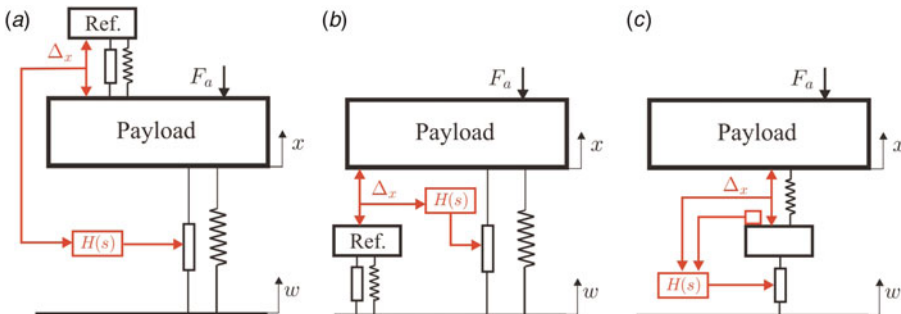 (a)
Ref.
Δx
Fa
Payload
x
H(s)
w
(b)
Fa
Payload
x
Δx
H(s)
Ref.
w
(c)
Fa
Payload
x
Δx
H(s)
w